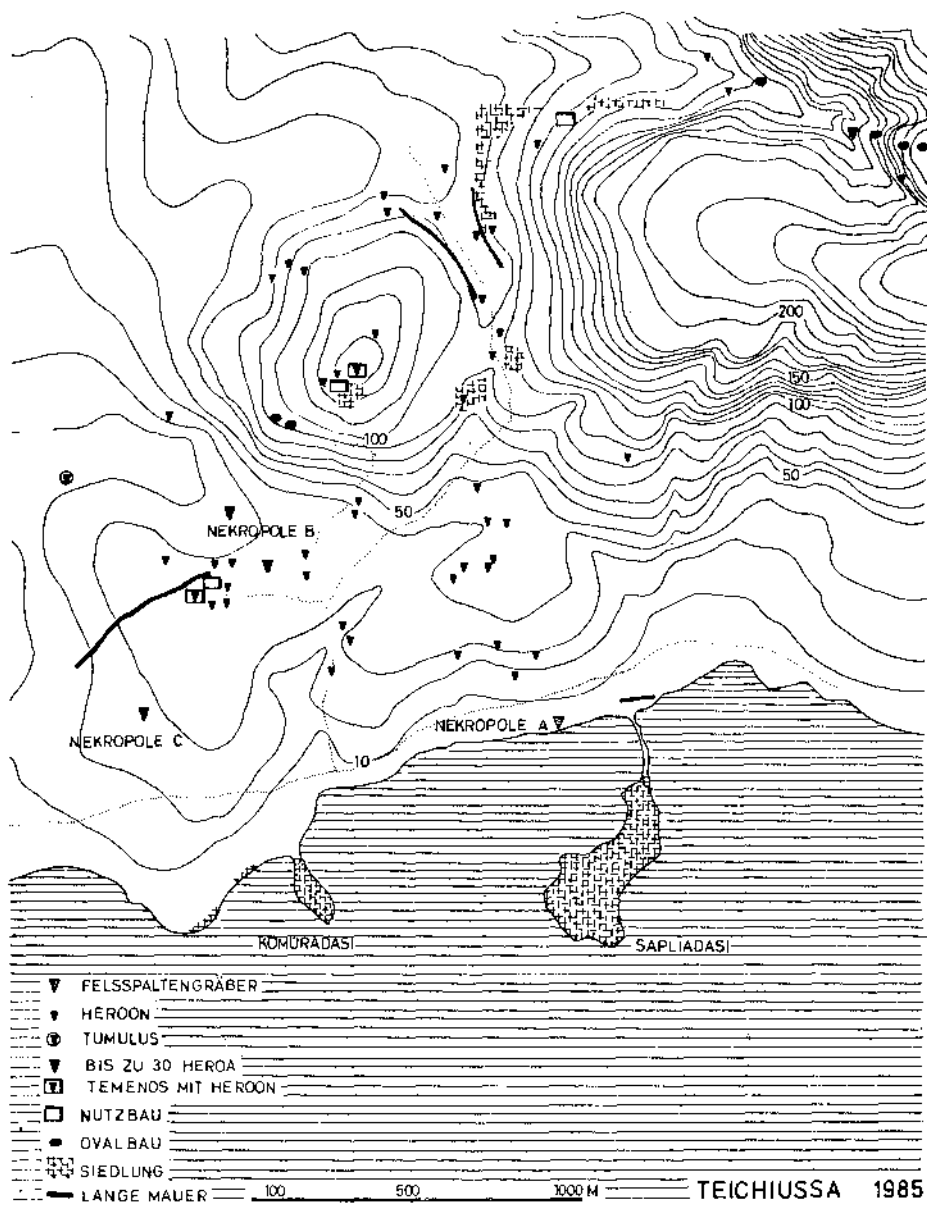 200
150
100
100
50
50
NEKROPOLE B
NEKROPOLE C
NEKROPOLE A
10
KÖMÜRADASI
SAPLIADASI
FELSSPALTENGRÄBER
HEROON
TUMULUS
BIS ZU 30 HEROA
TEMENOS MIT HEROON
NUTZBAU
OVALBAU
SIEDLUNG
LANGE MAUER
100 500 1000 M
TEICHIUSSA 1985